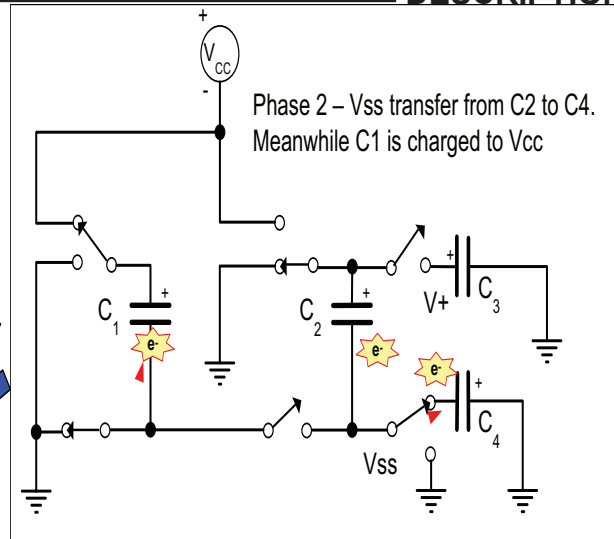 +
VCC
-
Phase 2 – Vss transfer from C2 to C4.
Meanwhile C1 is charged to Vcc
+
C1
e-
+
C2
e-
+
C3
V+
e-
+
C4
Vss